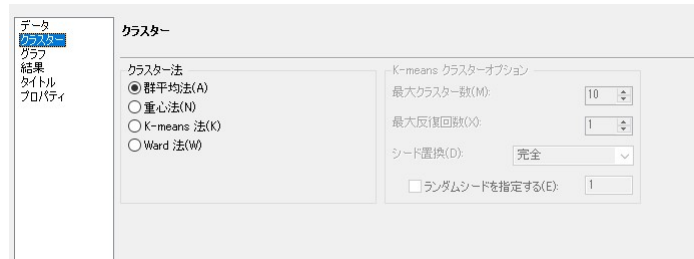 データ
クラスター
グラフ
結果
タイトル
プロパティ
クラスター
クラスター法
群平均法(A)
重心法(N)
K-means 法(K)
Ward 法(W)
K-means クラスターオプション
最大クラスター数(M):
10
最大反復回数(X):
1
シード置換(D):
完全
ランダムシードを指定する(E):
1